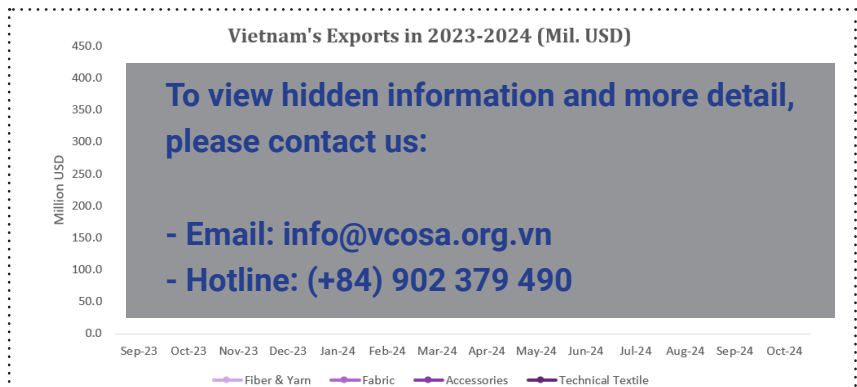 Vietnam's Exports in 2023-2024 (Mil. USD)
450.0
400.0
350.0
300.0
250.0
200.0
150.0
100.0
50.0
0.0
Million USD
To view hidden information and more detail,
please contact us:
- Email: info@vcosa.org.vn
- Hotline: (+84) 902 379 490
Sep-23 Oct-23 Nov-23 Dec-23 Jan-24 Feb-24 Mar-24 Apr-24 May-24 Jun-24 Jul-24 Aug-24 Sep-24 Oct-24
Fiber & Yarn Fabric Accessories Technical Textile